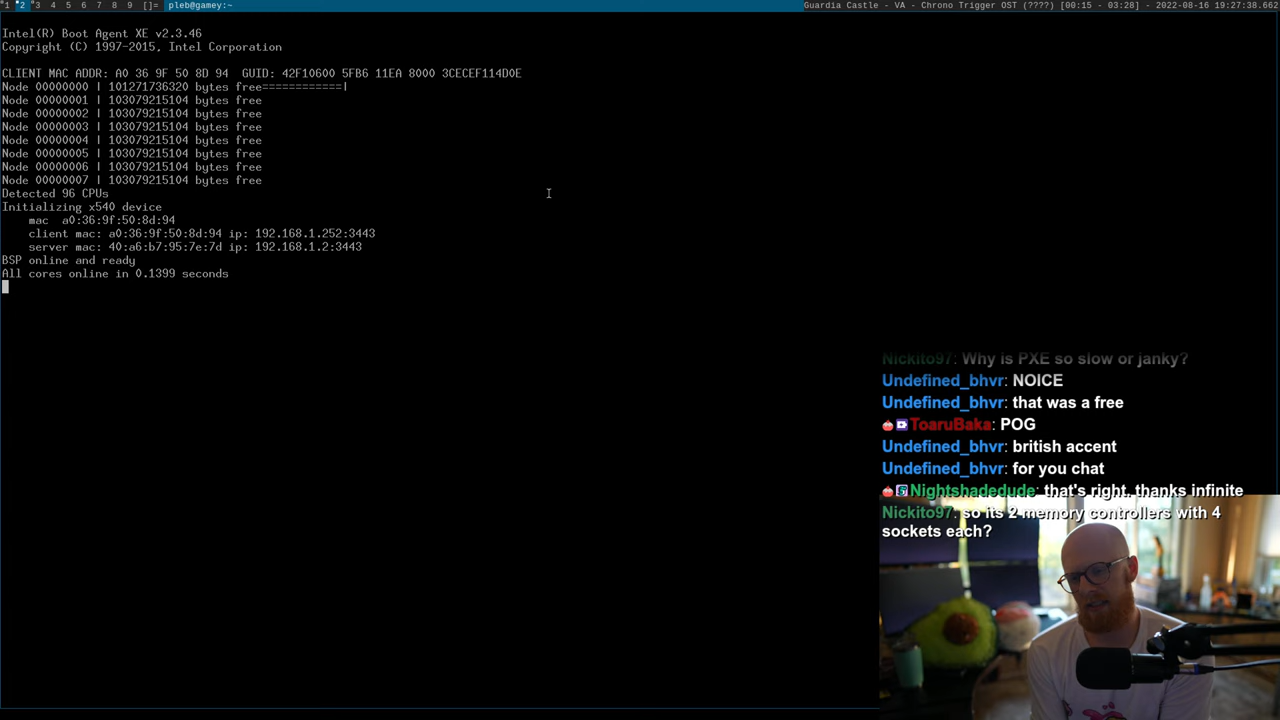 1 2 3 4 5 6 7 8 9 []= pleb@gamey:~ Guardia Castle - VA - Chrono Trigger OST (????) [00:15 - 03:28] - 2022-08-16 19:27:38.662
Intel(R) Boot Agent XE v2.3.46
Copyright (C) 1997-2015, Intel Corporation
CLIENT MAC ADDR: A0 36 9F 50 8D 94  GUID: 42F10600 5FB6 11EA 8000 3CECEF114D0E
Node 00000000 | 101271736320 bytes free============|
Node 00000001 | 103079215104 bytes free
Node 00000002 | 103079215104 bytes free
Node 00000003 | 103079215104 bytes free
Node 00000004 | 103079215104 bytes free
Node 00000005 | 103079215104 bytes free
Node 00000006 | 103079215104 bytes free
Node 00000007 | 103079215104 bytes free
Detected 96 CPUs
Initializing x540 device
mac  a0:36:9f:50:8d:94
client mac: a0:36:9f:50:8d:94 ip: 192.168.1.252:3443
server mac: 40:a6:b7:95:7e:7d ip: 192.168.1.2:3443
BSP online and ready
All cores online in 0.1399 seconds
Nickito97: Why is PXE so slow or janky?
Undefined_bhvr: NOICE
Undefined_bhvr: that was a free
ToaruBaka: POG
Undefined_bhvr: british accent
Undefined_bhvr: for you chat
Nightshadedude: that's right, thanks infinite
Nickito97: so its 2 memory controllers with 4
sockets each?